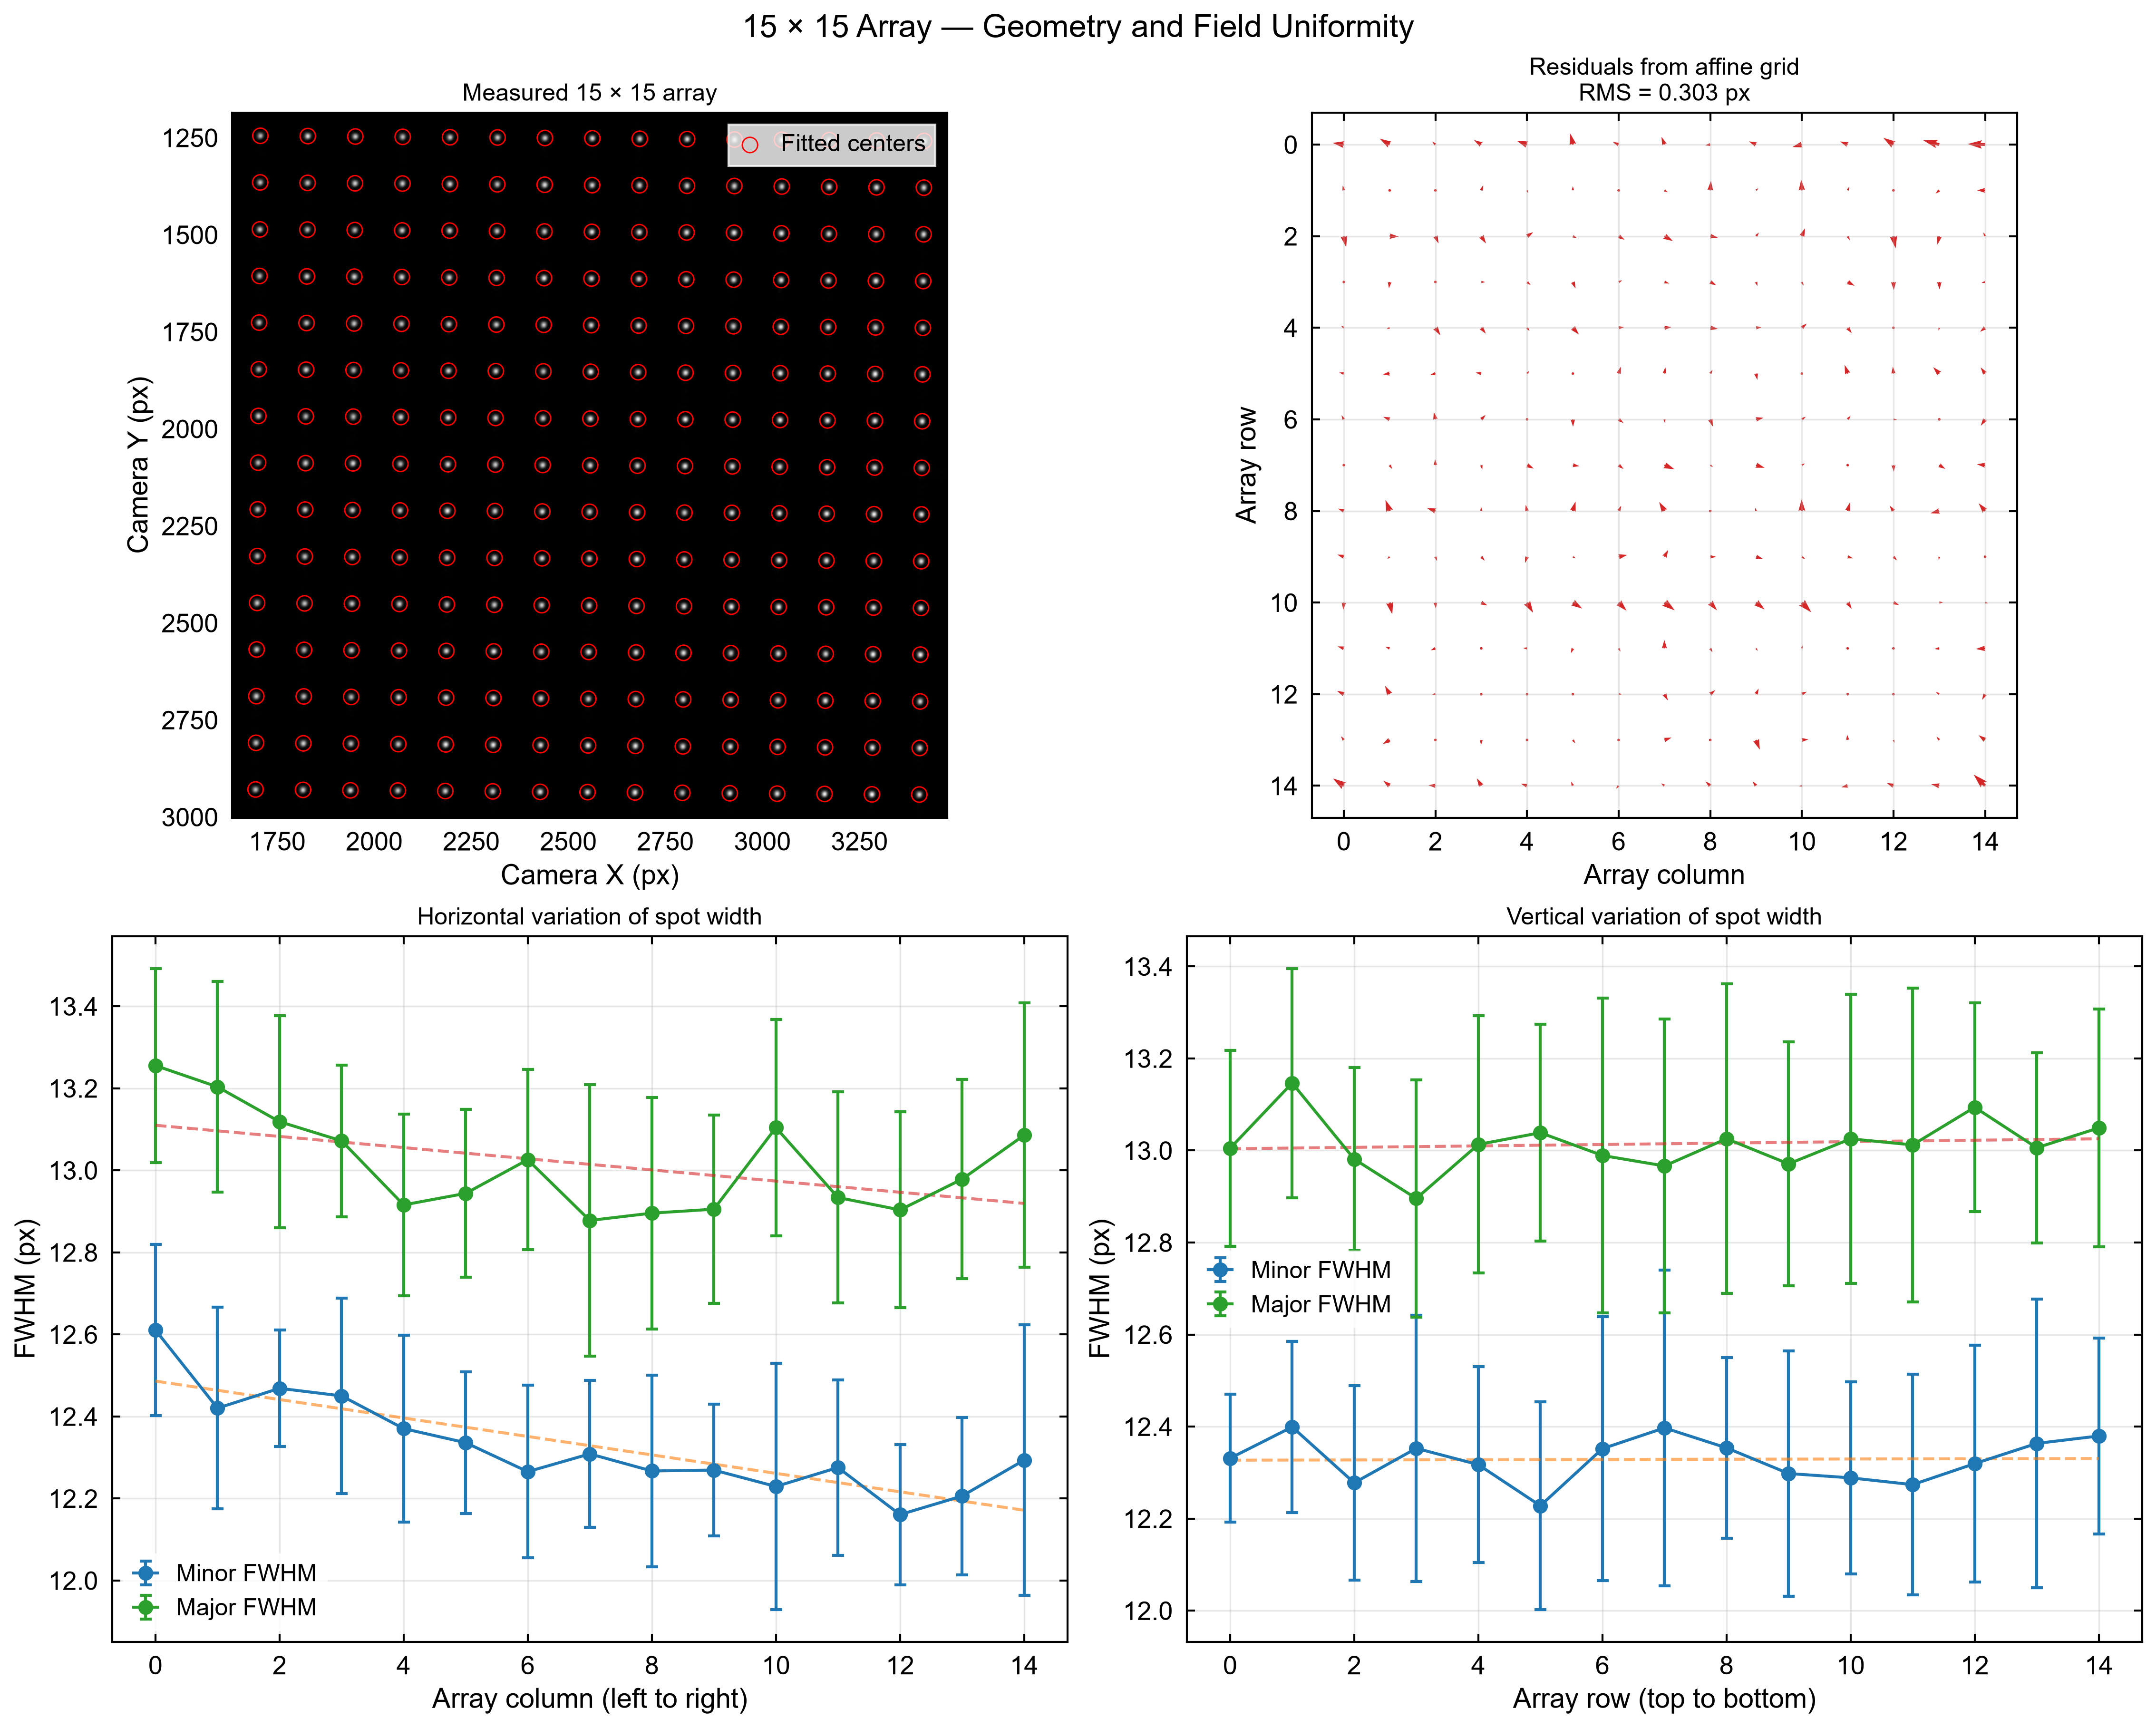 15 × 15 Array — Geometry and Field Uniformity
Measured 15 × 15 array
Fitted centers
1250
1500
1750
2000
2250
2500
2750
3000
Camera Y (px)
1750 2000 2250 2500 2750 3000 3250
Camera X (px)
Residuals from affine grid
RMS = 0.303 px
0
2
4
6
8
10
12
14
Array row
0 2 4 6 8 10 12 14
Array column
Horizontal variation of spot width
13.4
13.2
13.0
12.8
12.6
12.4
12.2
12.0
FWHM (px)
Minor FWHM
Major FWHM
0 2 4 6 8 10 12 14
Array column (left to right)
Vertical variation of spot width
13.4
13.2
13.0
12.8
12.6
12.4
12.2
12.0
FWHM (px)
Minor FWHM
Major FWHM
0 2 4 6 8 10 12 14
Array row (top to bottom)